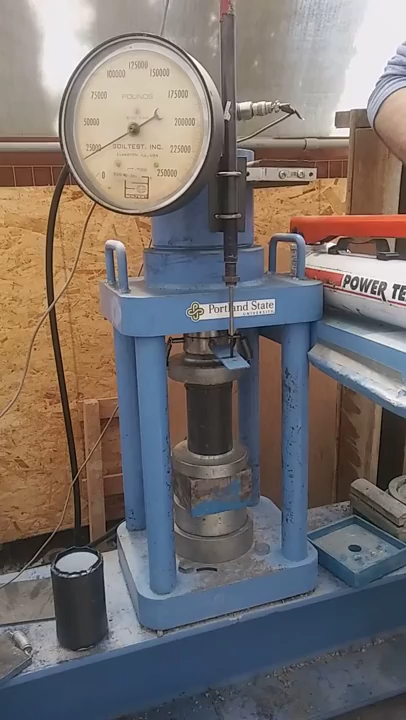 125000
100000
150000
75000
175000
POUNDS
50000
200000
25000
SOILTEST, INC.
225000
0
250000
Portland State
UNIVERSITY
POWER TE